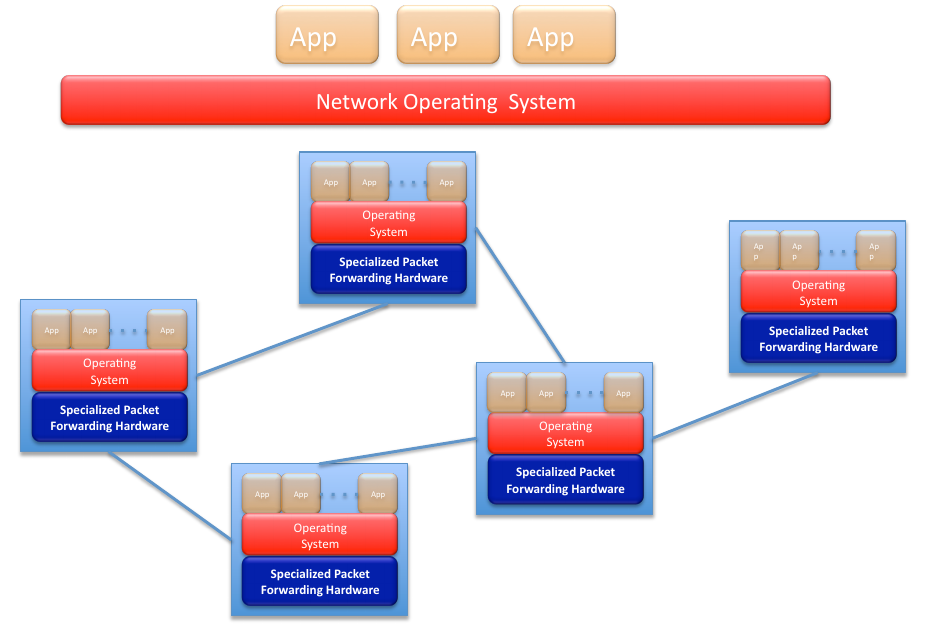 App App App
Network Operating System
App App App
Operating
System
Specialized Packet
Forwarding Hardware
Ap Ap Ap
p p p
Operating
System
Specialized Packet
Forwarding Hardware
App App App
Operating
System
Specialized Packet
Forwarding Hardware
App App App
Operating
System
Specialized Packet
Forwarding Hardware
App App App
Operating
System
Specialized Packet
Forwarding Hardware